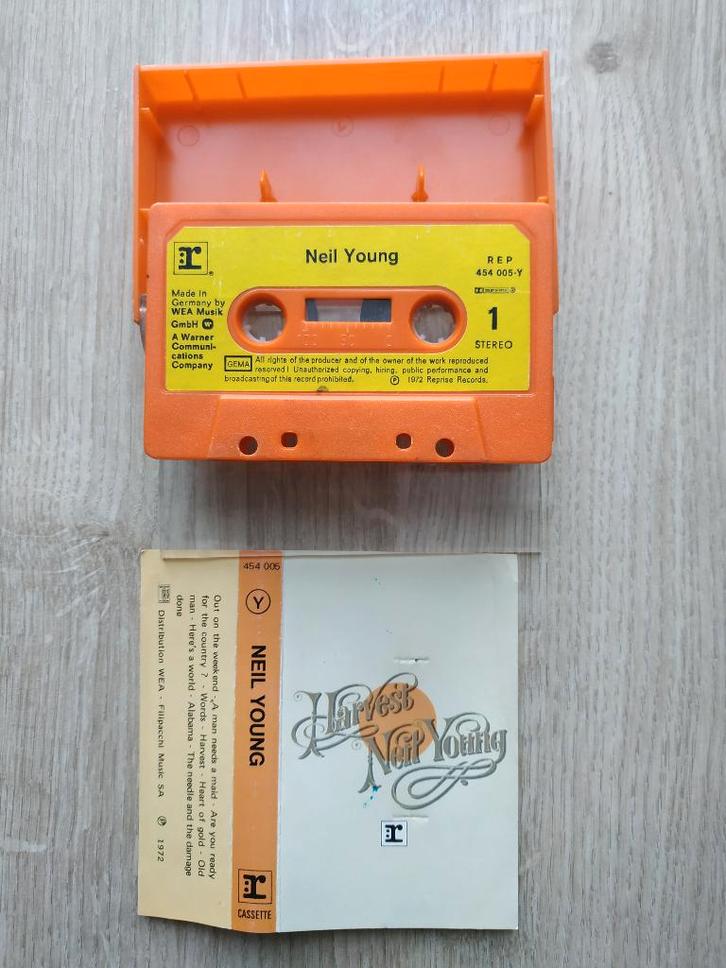 r
Neil Young
REP
454 005-Y
Made in
Germany by
WEA Musik
GmbH W
A Warner
Communi-
cations
Company
1
STEREO
100 50 0
GEMA All rights of the producer and of the owner of the work reproduced
reserved! Unauthorized copying, hiring, public performance and
broadcasting of this record prohibited. Ⓟ 1972 Reprise Records.
454 005
Y
NEIL YOUNG
r
CASSETTE
Out on the weekend - A man needs a maid - Are you ready
for the country ? - Words - Harvest - Heart of gold - Old
man - Here's a world - Alabama - The needle and the damage
done
Distribution WEA - Filipacchi Music SA Ⓟ 1972
Harvest
Neil Young
r